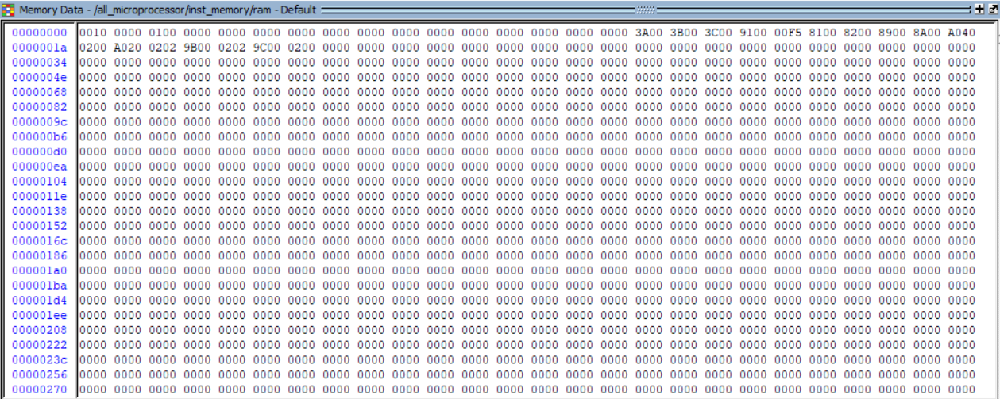 Memory Data - /all_microprocessor/inst_memory/ram - Default
00000000 0010 0000 0100 0000 0000 0000 0000 0000 0000 0000 0000 0000 0000 0000 0000 0000 3A00 3B00 3C00 9100 00F5 8100 8200 8900 8A00 A040
0000001a 0200 A020 0202 9B00 0202 9C00 0200 0000 0000 0000 0000 0000 0000 0000 0000 0000 0000 0000 0000 0000 0000 0000 0000 0000 0000 0000
00000034 0000 0000 0000 0000 0000 0000 0000 0000 0000 0000 0000 0000 0000 0000 0000 0000 0000 0000 0000 0000 0000 0000 0000 0000 0000 0000
0000004e 0000 0000 0000 0000 0000 0000 0000 0000 0000 0000 0000 0000 0000 0000 0000 0000 0000 0000 0000 0000 0000 0000 0000 0000 0000 0000
00000068 0000 0000 0000 0000 0000 0000 0000 0000 0000 0000 0000 0000 0000 0000 0000 0000 0000 0000 0000 0000 0000 0000 0000 0000 0000 0000
00000082 0000 0000 0000 0000 0000 0000 0000 0000 0000 0000 0000 0000 0000 0000 0000 0000 0000 0000 0000 0000 0000 0000 0000 0000 0000 0000
0000009c 0000 0000 0000 0000 0000 0000 0000 0000 0000 0000 0000 0000 0000 0000 0000 0000 0000 0000 0000 0000 0000 0000 0000 0000 0000 0000
000000b6 0000 0000 0000 0000 0000 0000 0000 0000 0000 0000 0000 0000 0000 0000 0000 0000 0000 0000 0000 0000 0000 0000 0000 0000 0000 0000
000000d0 0000 0000 0000 0000 0000 0000 0000 0000 0000 0000 0000 0000 0000 0000 0000 0000 0000 0000 0000 0000 0000 0000 0000 0000 0000 0000
000000ea 0000 0000 0000 0000 0000 0000 0000 0000 0000 0000 0000 0000 0000 0000 0000 0000 0000 0000 0000 0000 0000 0000 0000 0000 0000 0000
00000104 0000 0000 0000 0000 0000 0000 0000 0000 0000 0000 0000 0000 0000 0000 0000 0000 0000 0000 0000 0000 0000 0000 0000 0000 0000 0000
0000011e 0000 0000 0000 0000 0000 0000 0000 0000 0000 0000 0000 0000 0000 0000 0000 0000 0000 0000 0000 0000 0000 0000 0000 0000 0000 0000
00000138 0000 0000 0000 0000 0000 0000 0000 0000 0000 0000 0000 0000 0000 0000 0000 0000 0000 0000 0000 0000 0000 0000 0000 0000 0000 0000
00000152 0000 0000 0000 0000 0000 0000 0000 0000 0000 0000 0000 0000 0000 0000 0000 0000 0000 0000 0000 0000 0000 0000 0000 0000 0000 0000
0000016c 0000 0000 0000 0000 0000 0000 0000 0000 0000 0000 0000 0000 0000 0000 0000 0000 0000 0000 0000 0000 0000 0000 0000 0000 0000 0000
00000186 0000 0000 0000 0000 0000 0000 0000 0000 0000 0000 0000 0000 0000 0000 0000 0000 0000 0000 0000 0000 0000 0000 0000 0000 0000 0000
000001a0 0000 0000 0000 0000 0000 0000 0000 0000 0000 0000 0000 0000 0000 0000 0000 0000 0000 0000 0000 0000 0000 0000 0000 0000 0000 0000
000001ba 0000 0000 0000 0000 0000 0000 0000 0000 0000 0000 0000 0000 0000 0000 0000 0000 0000 0000 0000 0000 0000 0000 0000 0000 0000 0000
000001d4 0000 0000 0000 0000 0000 0000 0000 0000 0000 0000 0000 0000 0000 0000 0000 0000 0000 0000 0000 0000 0000 0000 0000 0000 0000 0000
000001ee 0000 0000 0000 0000 0000 0000 0000 0000 0000 0000 0000 0000 0000 0000 0000 0000 0000 0000 0000 0000 0000 0000 0000 0000 0000 0000
00000208 0000 0000 0000 0000 0000 0000 0000 0000 0000 0000 0000 0000 0000 0000 0000 0000 0000 0000 0000 0000 0000 0000 0000 0000 0000 0000
00000222 0000 0000 0000 0000 0000 0000 0000 0000 0000 0000 0000 0000 0000 0000 0000 0000 0000 0000 0000 0000 0000 0000 0000 0000 0000 0000
0000023c 0000 0000 0000 0000 0000 0000 0000 0000 0000 0000 0000 0000 0000 0000 0000 0000 0000 0000 0000 0000 0000 0000 0000 0000 0000 0000
00000256 0000 0000 0000 0000 0000 0000 0000 0000 0000 0000 0000 0000 0000 0000 0000 0000 0000 0000 0000 0000 0000 0000 0000 0000 0000 0000
00000270 0000 0000 0000 0000 0000 0000 0000 0000 0000 0000 0000 0000 0000 0000 0000 0000 0000 0000 0000 0000 0000 0000 0000 0000 0000 0000